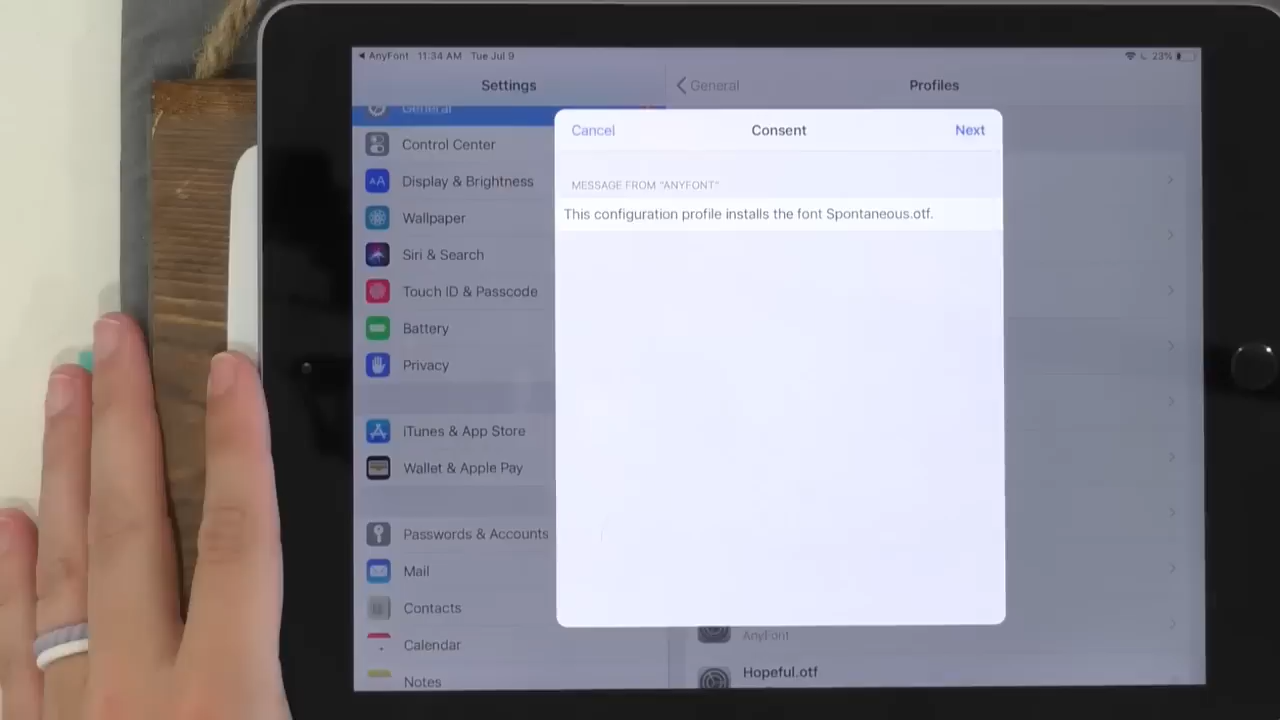 AnyFont 11:34 AM Tue Jul 9
23%
Settings
General
Profiles
General
Control Center
Display & Brightness
Wallpaper
Siri & Search
Touch ID & Passcode
Battery
Privacy
iTunes & App Store
Wallet & Apple Pay
Passwords & Accounts
Mail
Contacts
Calendar
Notes
Cancel
Consent
Next
MESSAGE FROM "ANYFONT"
This configuration profile installs the font Spontaneous.otf.
AnyFont
Hopeful.otf